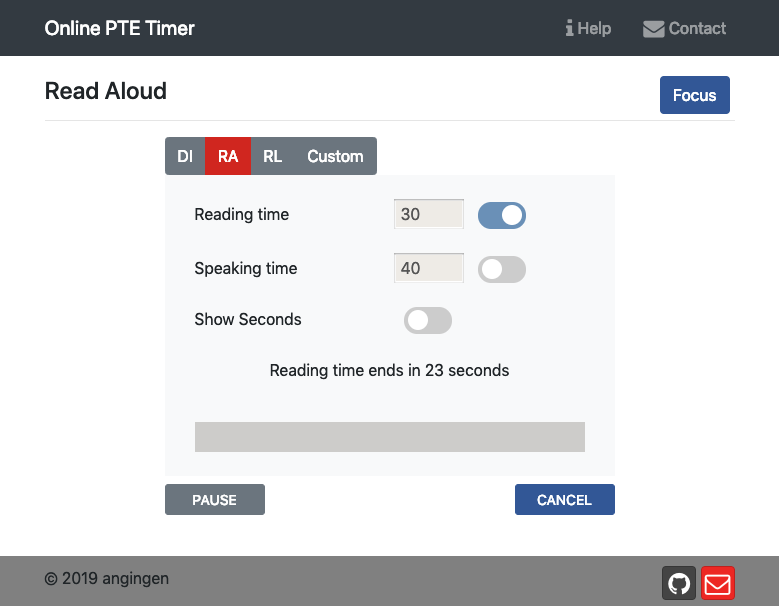 Online PTE Timer
Help
Contact
Read Aloud
Focus
DI RA RL Custom
Reading time 30
Speaking time 40
Show Seconds
Reading time ends in 23 seconds
PAUSE
CANCEL
© 2019 angingen